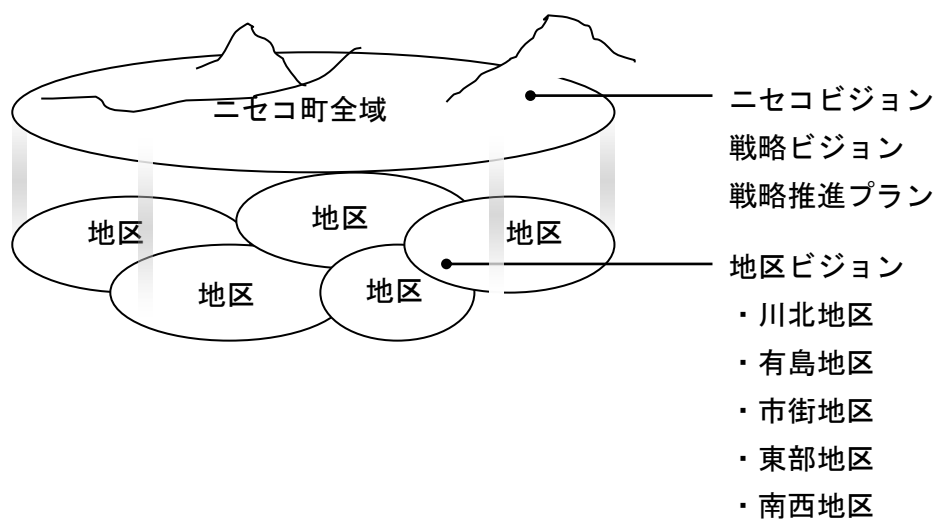 ニセコ町全域
地区
地区
地区
地区
地区
ニセコビジョン
戦略ビジョン
戦略推進プラン
地区ビジョン
・川北地区
・有島地区
・市街地区
・東部地区
・南西地区